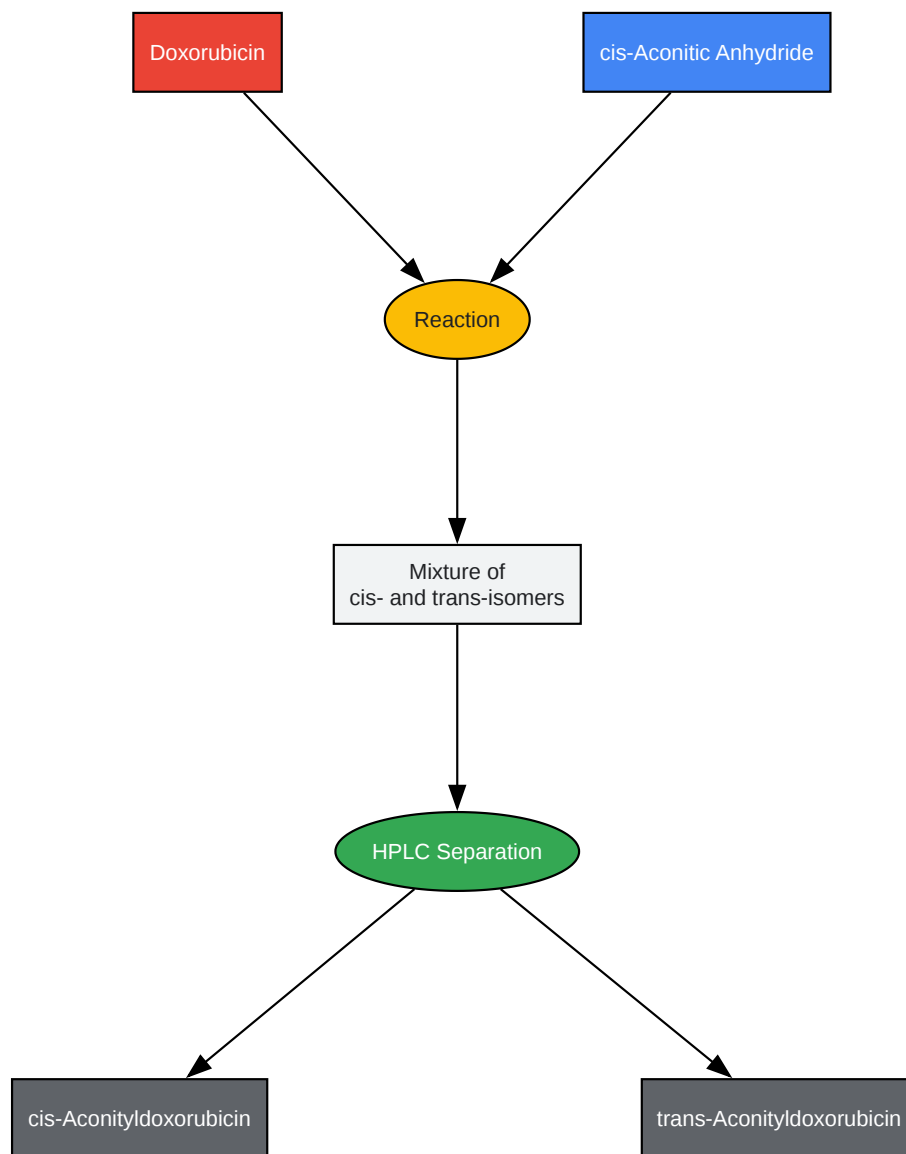 Doxorubicin
cis-Aconitic Anhydride
Reaction
Mixture of
cis- and trans-isomers
HPLC Separation
cis-Aconityldoxorubicin
trans-Aconityldoxorubicin